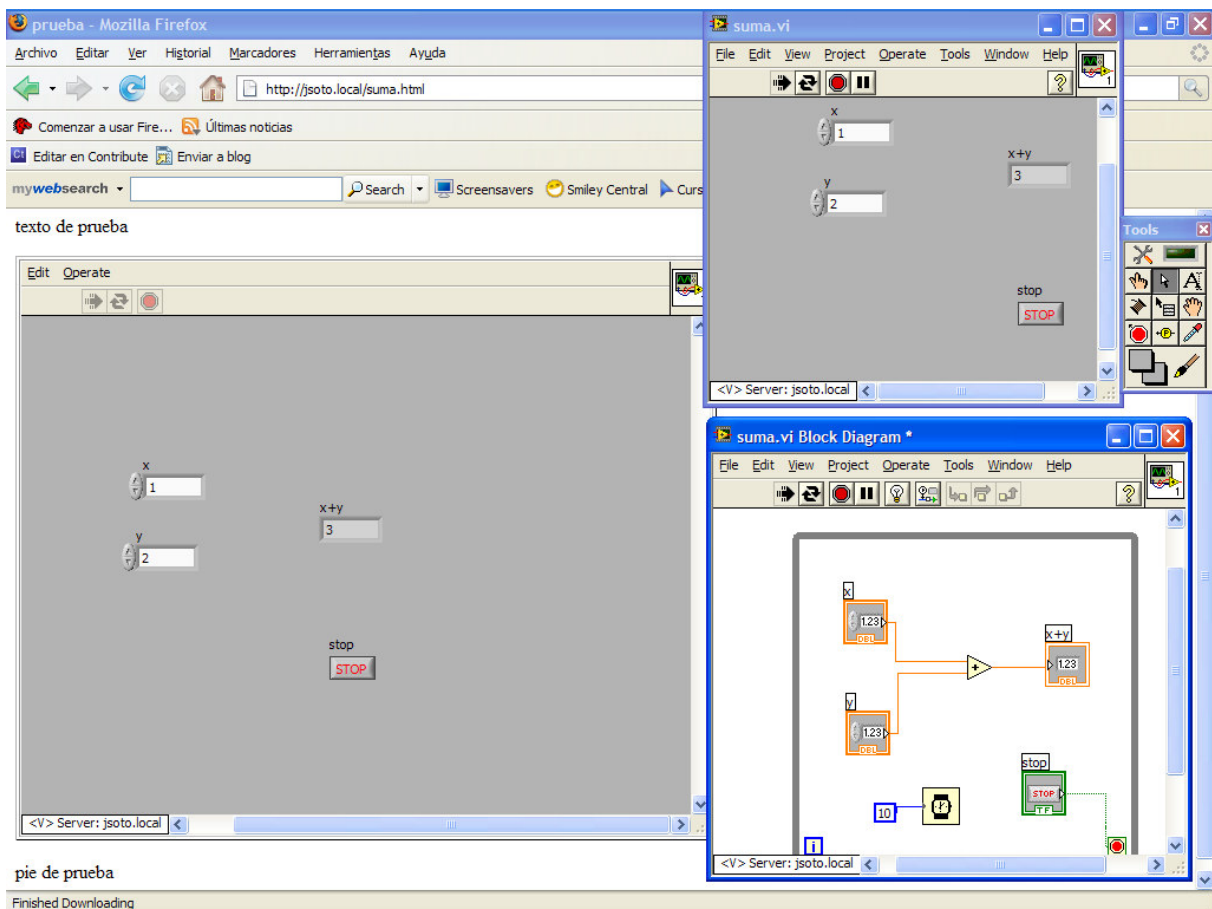 prueba - Mozilla Firefox
Archivo Editar Ver Historial Marcadores Herramientas Ayuda
http://jsoto.local/suma.html
Comenzar a usar Fire... Últimas noticias
Ct Editar en Contribute Enviar a blog
mywebsearch Search Screensavers Smiley Central Curs
texto de prueba
Edit Operate
x
1
x+y
3
y
2
stop
STOP
<V> Server: jsoto.local
pie de prueba
Finished Downloading
suma.vi
File Edit View Project Operate Tools Window Help
1
x
1
x+y
3
y
2
stop
STOP
<V> Server: jsoto.local
Tools
A
P
suma.vi Block Diagram *
File Edit View Project Operate Tools Window Help
1
x
1.23
DBL
x+y
1.23
DBL
+
y
1.23
DBL
stop
STOP
TF
10
i
<V> Server: jsoto.local